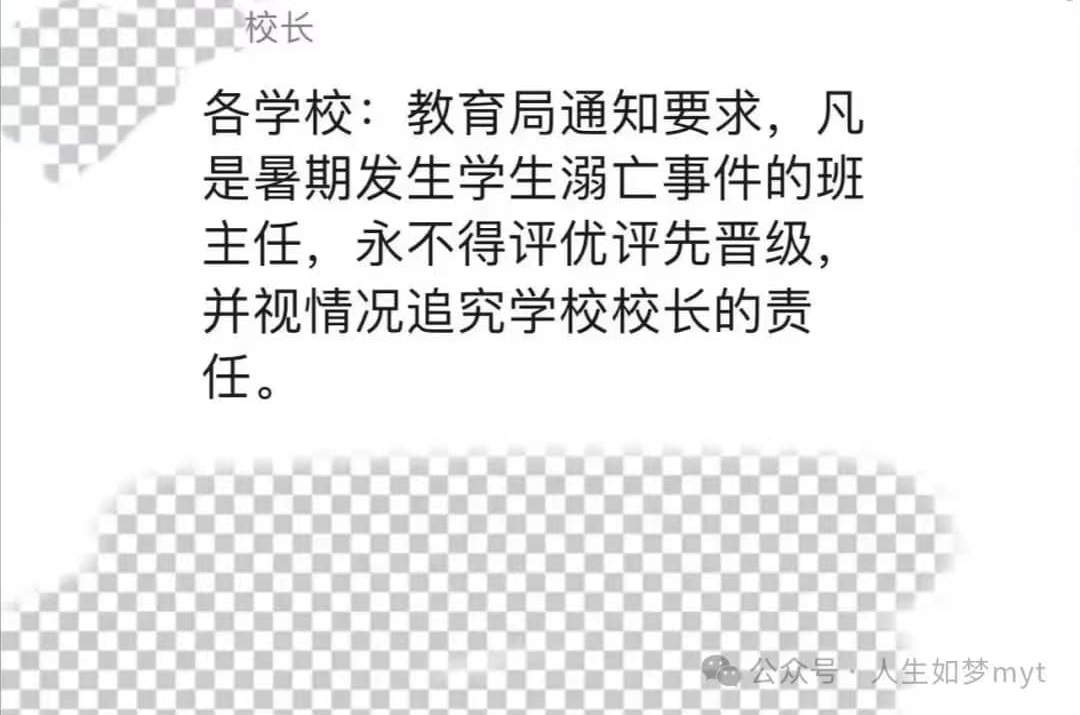 校长
各学校：教育局通知要求，凡
是暑期发生学生溺亡事件的班
主任，永不得评优评先晋级，
并视情况追究学校校长的责
任。
公众号·人生如梦myt